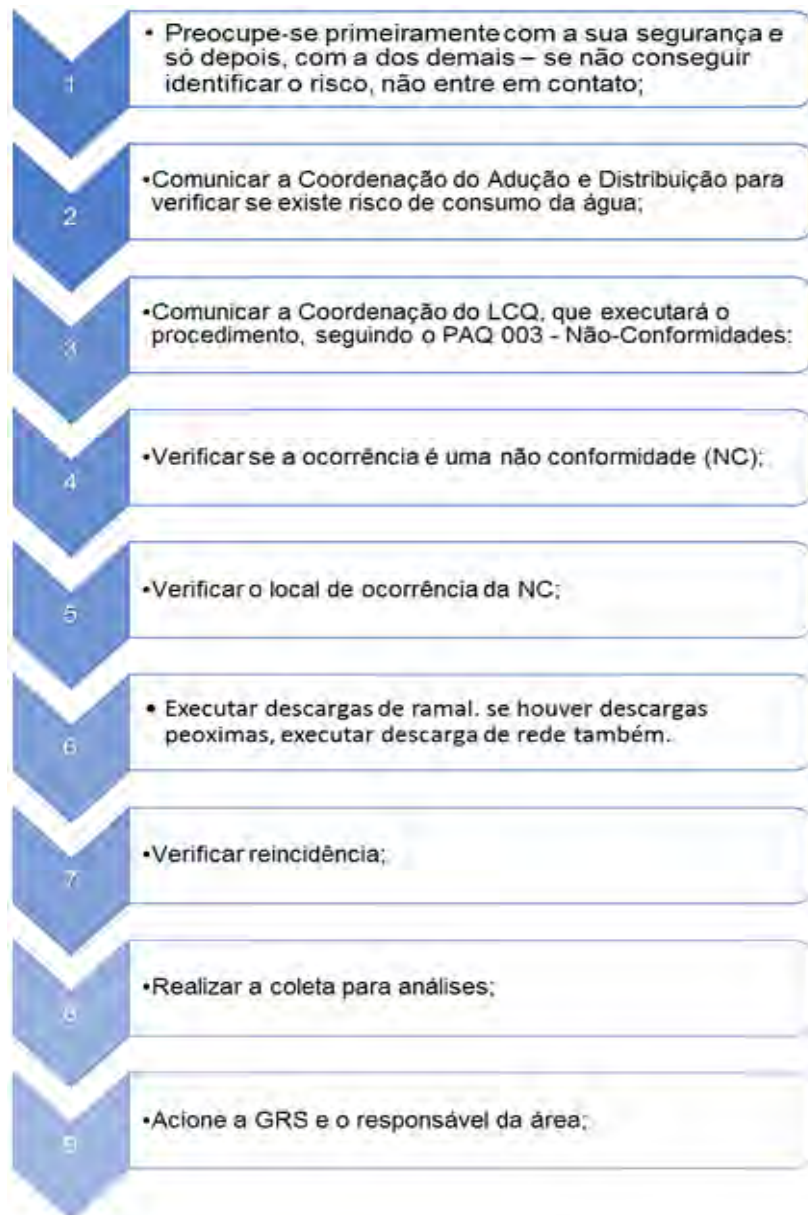 1
• Preocupe-se primeiramente com a sua segurança e
só depois, com a dos demais – se não conseguir
identificar o risco, não entre em contato;
2
•Comunicar a Coordenação do Adução e Distribuição para
verificar se existe risco de consumo da água;
3
•Comunicar a Coordenação do LCQ, que executará o
procedimento, seguindo o PAQ 003 - Não-Conformidades:
4
•Verificar se a ocorrência é uma não conformidade (NC);
5
•Verificar o local de ocorrência da NC;
6
• Executar descargas de ramal. se houver descargas
peoximas, executar descarga de rede também.
7
•Verificar reincidência;
8
•Realizar a coleta para análises;
9
•Acione a GRS e o responsável da área;